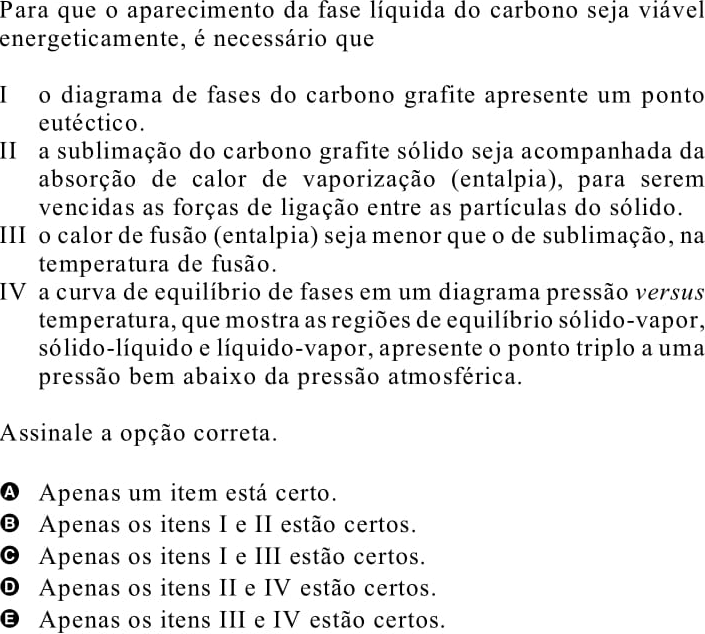 Para que o aparecimento da fase líquida do carbono seja viável
energeticamente, é necessário que
I o diagrama de fases do carbono grafite apresente um ponto
eutéctico.
II a sublimação do carbono grafite sólido seja acompanhada da
absorção de calor de vaporização (entalpia), para serem
vencidas as forças de ligação entre as partículas do sólido.
III o calor de fusão (entalpia) seja menor que o de sublimação, na
temperatura de fusão.
IV a curva de equilíbrio de fases em um diagrama pressão versus
temperatura, que mostra as regiões de equilíbrio sólido-vapor,
sólido-líquido e líquido-vapor, apresente o ponto triplo a uma
pressão bem abaixo da pressão atmosférica.
Assinale a opção correta.
A Apenas um item está certo.
B Apenas os itens I e II estão certos.
C Apenas os itens I e III estão certos.
D Apenas os itens II e IV estão certos.
E Apenas os itens III e IV estão certos.